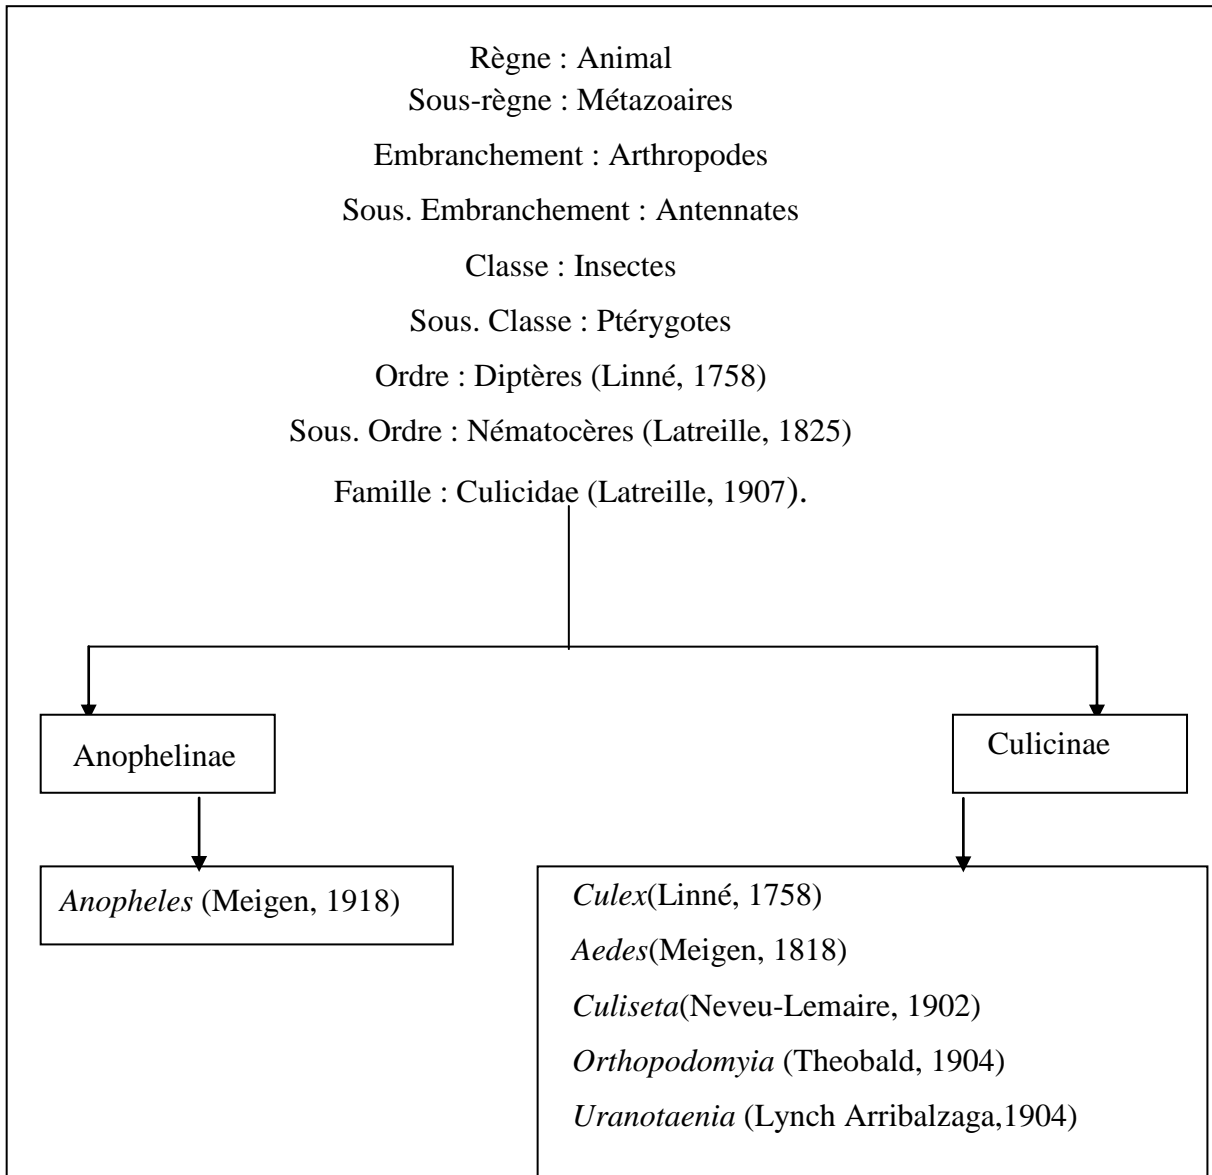 Règne : Animal
Sous-règne : Métazoaires
Embranchement : Arthropodes
Sous. Embranchement : Antennates
Classe : Insectes
Sous. Classe : Ptérygotes
Ordre : Diptères (Linné, 1758)
Sous. Ordre : Nématocères (Latreille, 1825)
Famille : Culicidae (Latreille, 1907).
Anophelinae
Culicinae
Anopheles (Meigen, 1918)
Culex(Linné, 1758)
Aedes(Meigen, 1818)
Culiseta(Neveu-Lemaire, 1902)
Orthopodomyia (Theobald, 1904)
Uranotaenia (Lynch Arribalzaga,1904)